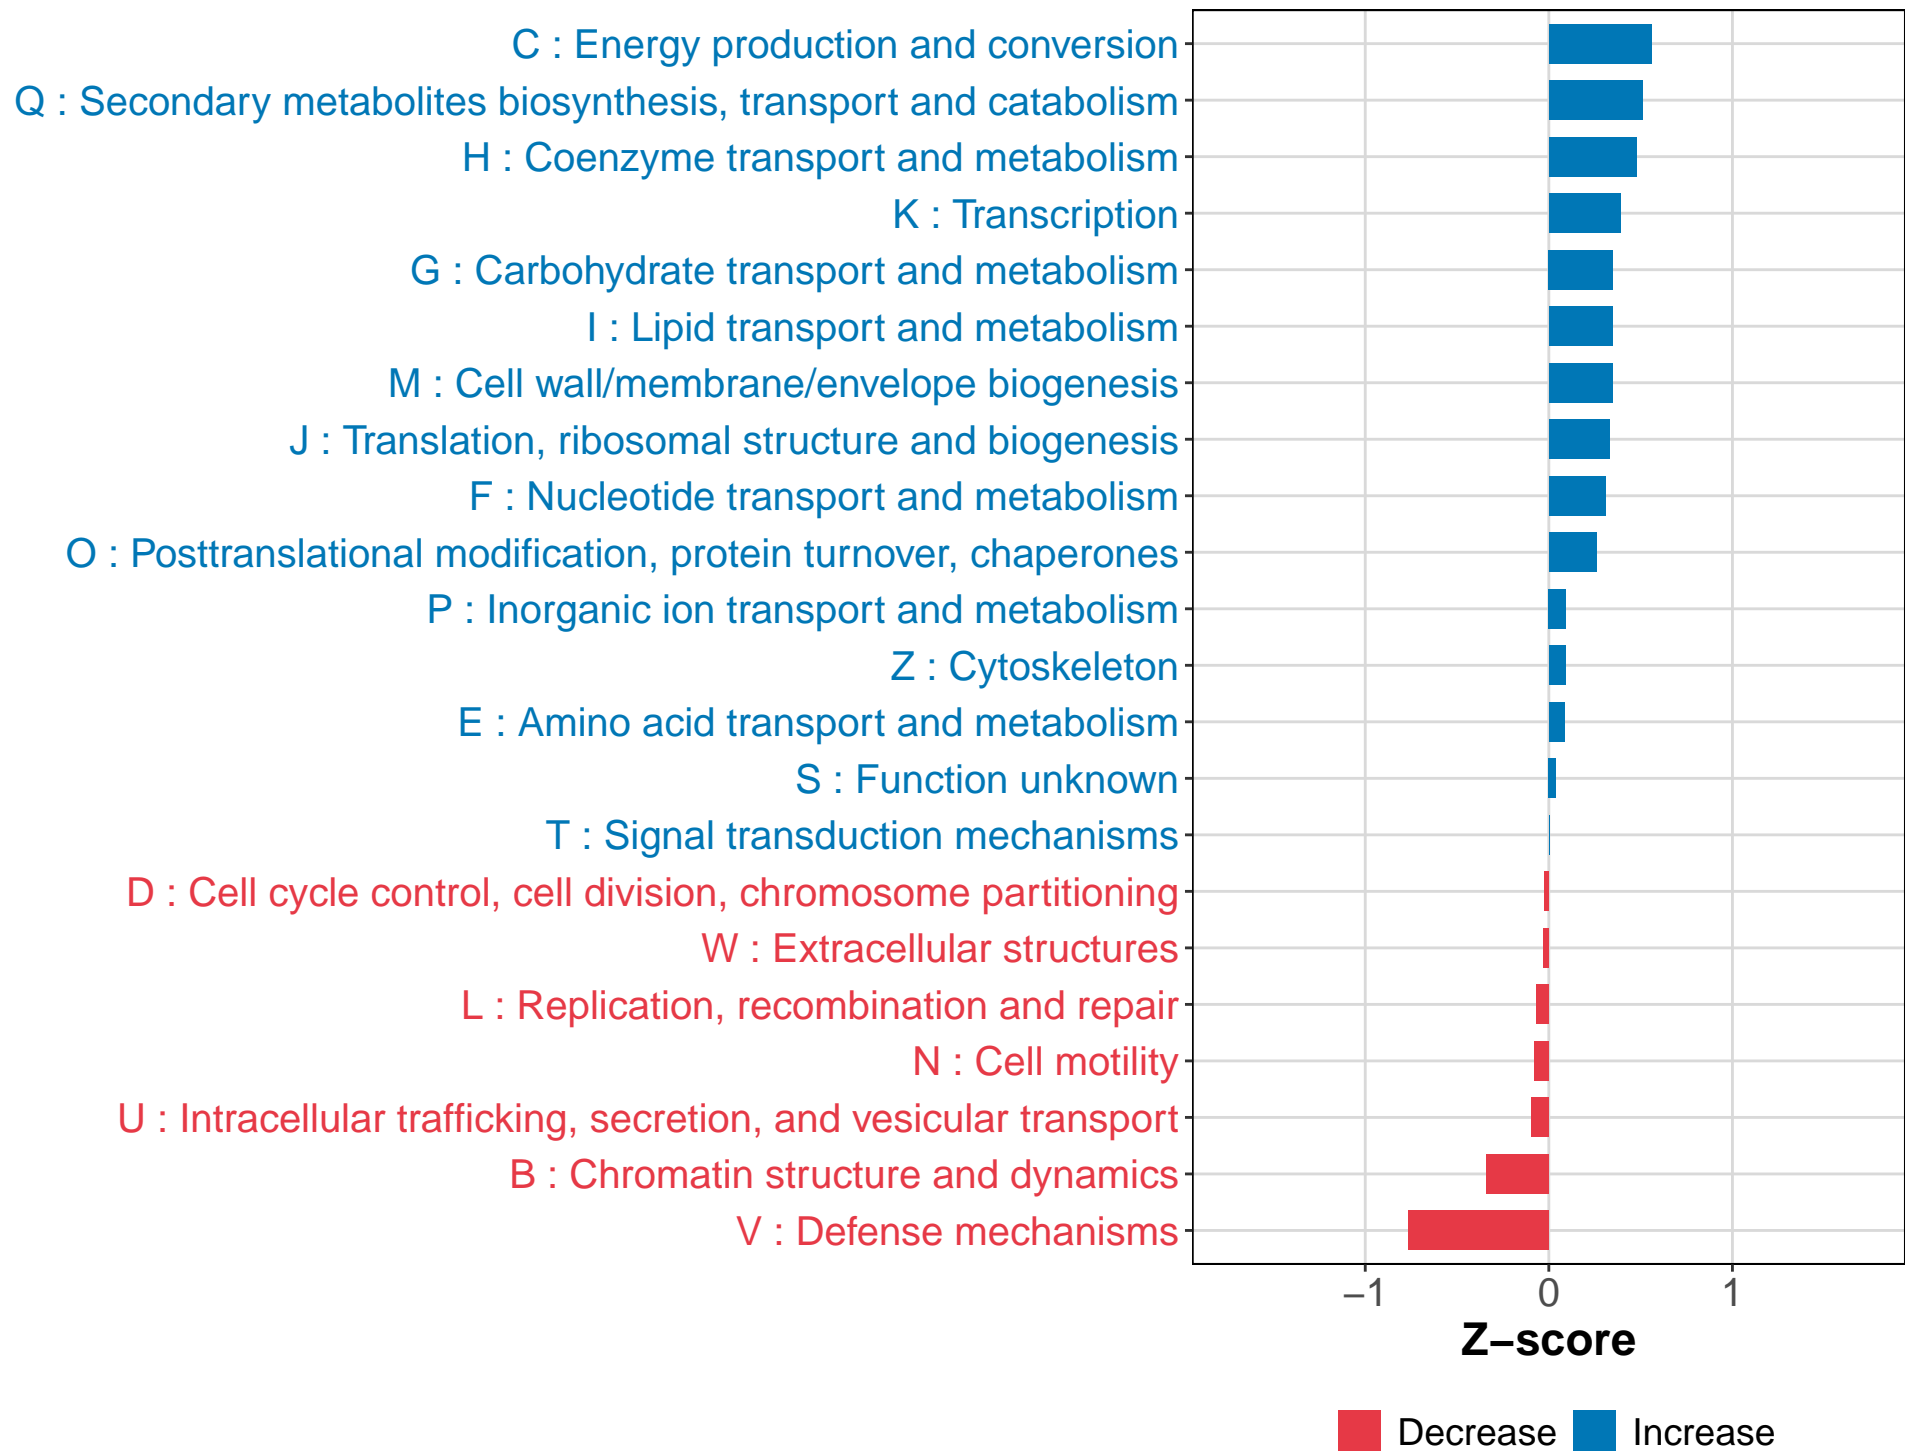 C : Energy production and conversion
Q : Secondary metabolites biosynthesis, transport and catabolism
H : Coenzyme transport and metabolism
K : Transcription
G : Carbohydrate transport and metabolism
I : Lipid transport and metabolism
M : Cell wall/membrane/envelope biogenesis
J : Translation, ribosomal structure and biogenesis
F : Nucleotide transport and metabolism
O : Posttranslational modification, protein turnover, chaperones
P : Inorganic ion transport and metabolism
Z : Cytoskeleton
E : Amino acid transport and metabolism
S : Function unknown
T : Signal transduction mechanisms
D : Cell cycle control, cell division, chromosome partitioning
W : Extracellular structures
L : Replication, recombination and repair
N : Cell motility
U : Intracellular trafficking, secretion, and vesicular transport
B : Chromatin structure and dynamics
V : Defense mechanisms
−1 0 1
Z−score
Decrease Increase